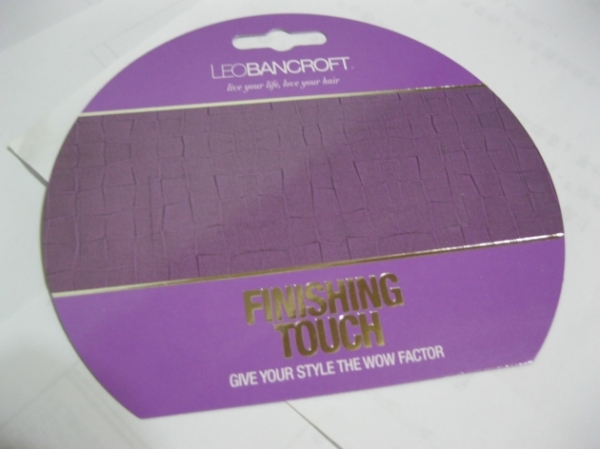 LEOBANCROFT
live your life, love your hair
FINISHING
TOUCH
GIVE YOUR STYLE THE WOW FACTOR